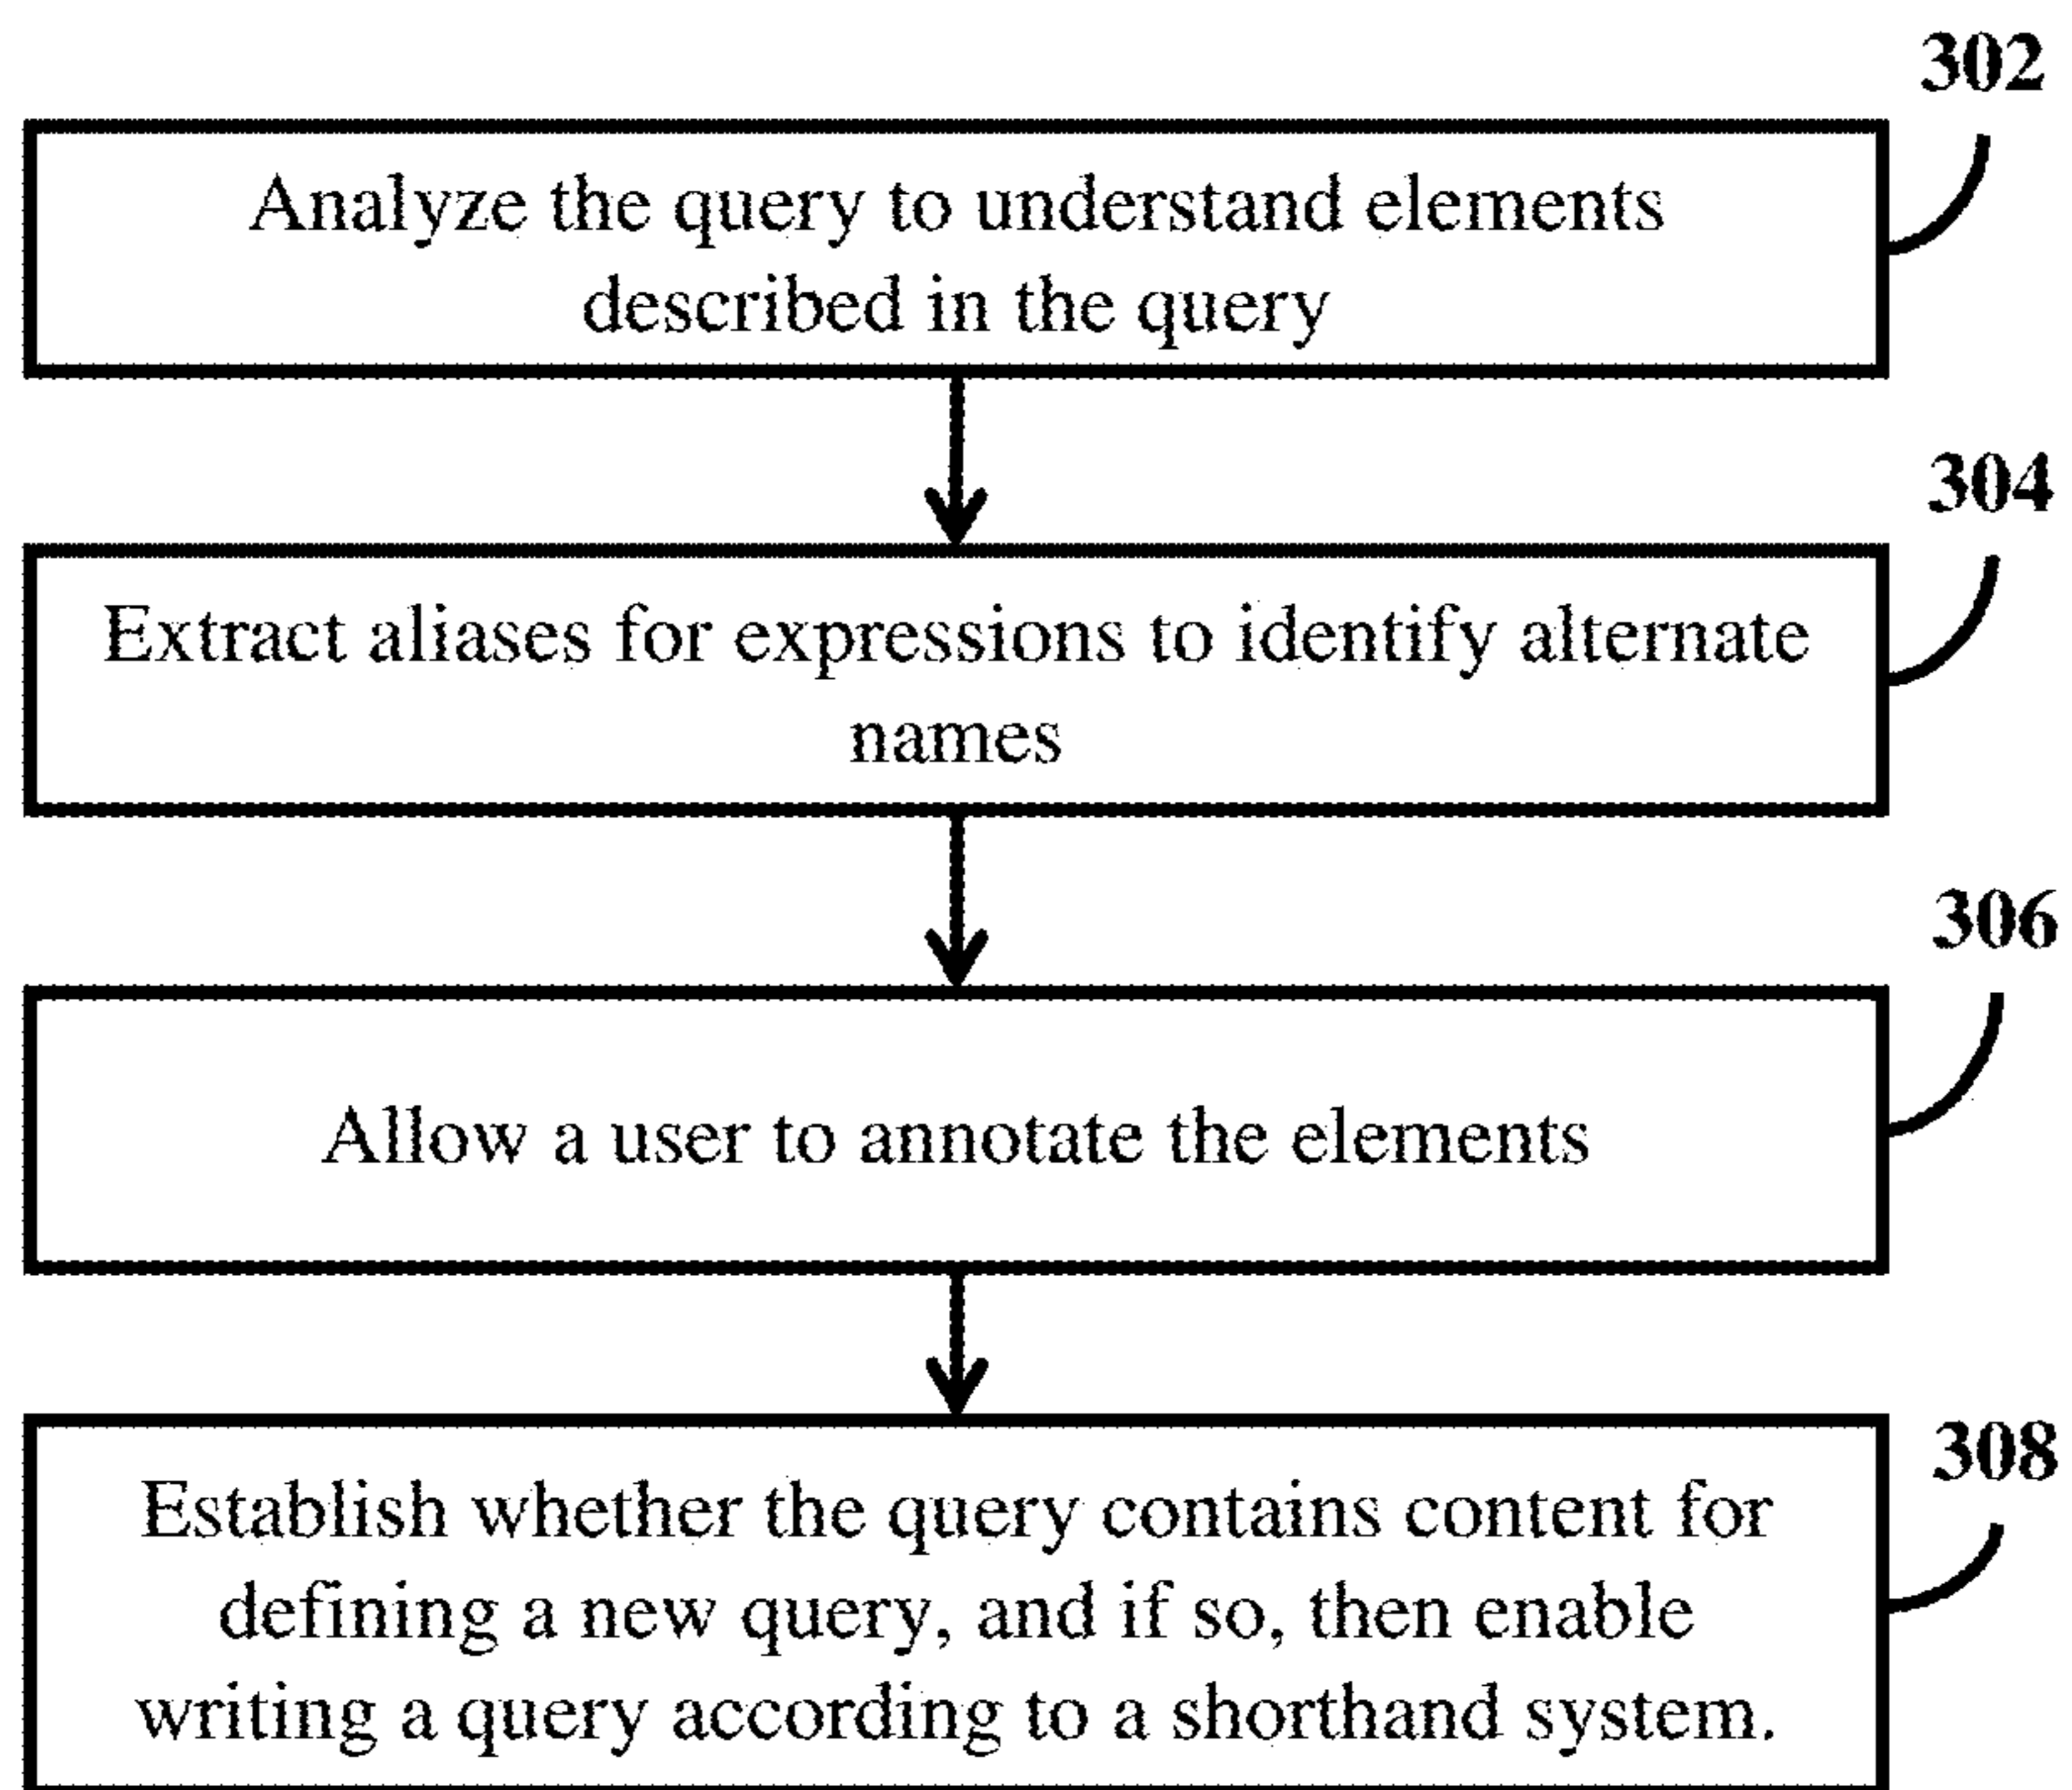 302
Analyze the query to understand elements
described in the query
304
Extract aliases for expressions to identify alternate
names
306
Allow a user to annotate the elements
308
Establish whether the query contains content for
defining a new query, and if so, then enable
writing a query according to a shorthand system.